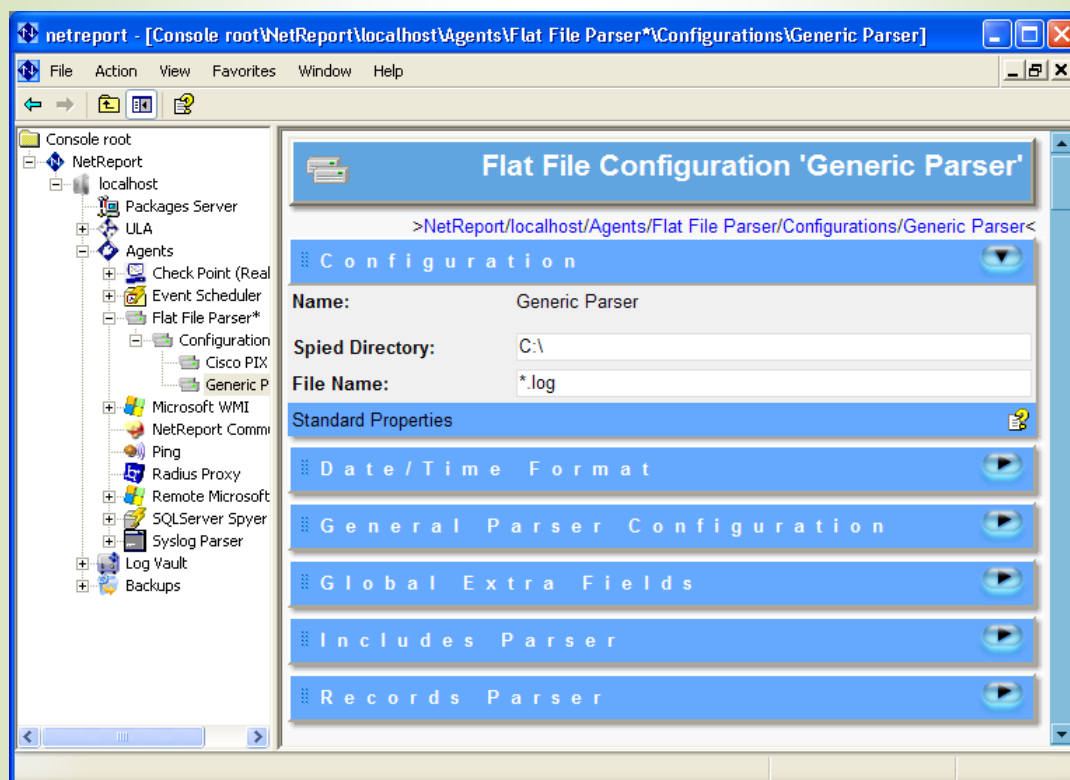 netreport - [Console root\NetReport\localhost\Agents\Flat File Parser*\Configurations\Generic Parser]
File Action View Favorites Window Help
Console root
NetReport
localhost
Packages Server
ULA
Agents
Check Point (Real
Event Scheduler
Flat File Parser*
Configuration
Cisco PIX
Generic P
Microsoft WMI
NetReport Commu
Ping
Radius Proxy
Remote Microsoft
SQLServer Spyer
Syslog Parser
Log Vault
Backups
Flat File Configuration 'Generic Parser'
>NetReport/localhost/Agents/Flat File Parser/Configurations/Generic Parser<
Configuration
Name: Generic Parser
Spied Directory: C:\
File Name: *.log
Standard Properties
Date/Time Format
General Parser Configuration
Global Extra Fields
Includes Parser
Records Parser